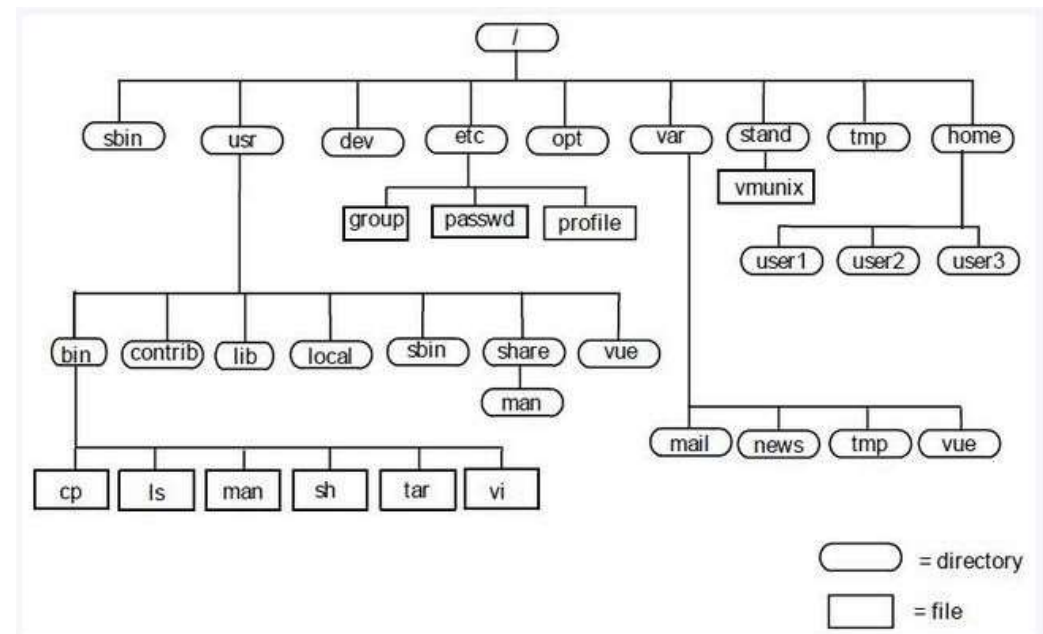 /
sbin usr dev etc opt var stand tmp home
vmunix
group passwd profile
user1 user2 user3
bin contrib lib local sbin share vue
man
mail news tmp vue
cp ls man sh tar vi
= directory
= file